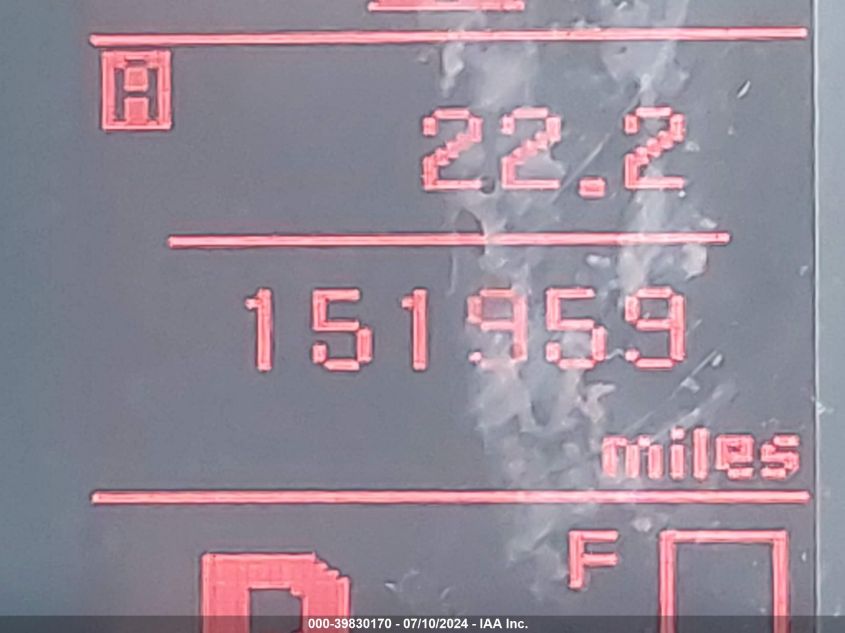 A
22.2
151959
miles
F
000-39830170 - 07/10/2024 - IAA Inc.